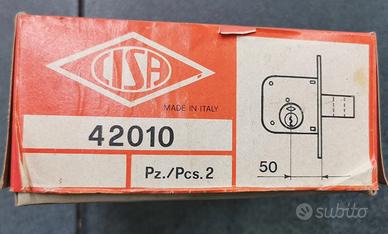 CISA
MADE IN ITALY
42010
Pz./Pcs.2
50
subito